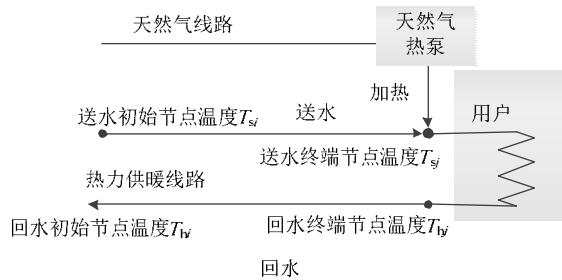 天然气线路
天然气
热泵
加热
用户
送水初始节点温度Tsi
送水
送水终端节点温度Tsj
热力供暖线路
回水初始节点温度Thi
回水终端节点温度Thj
回水